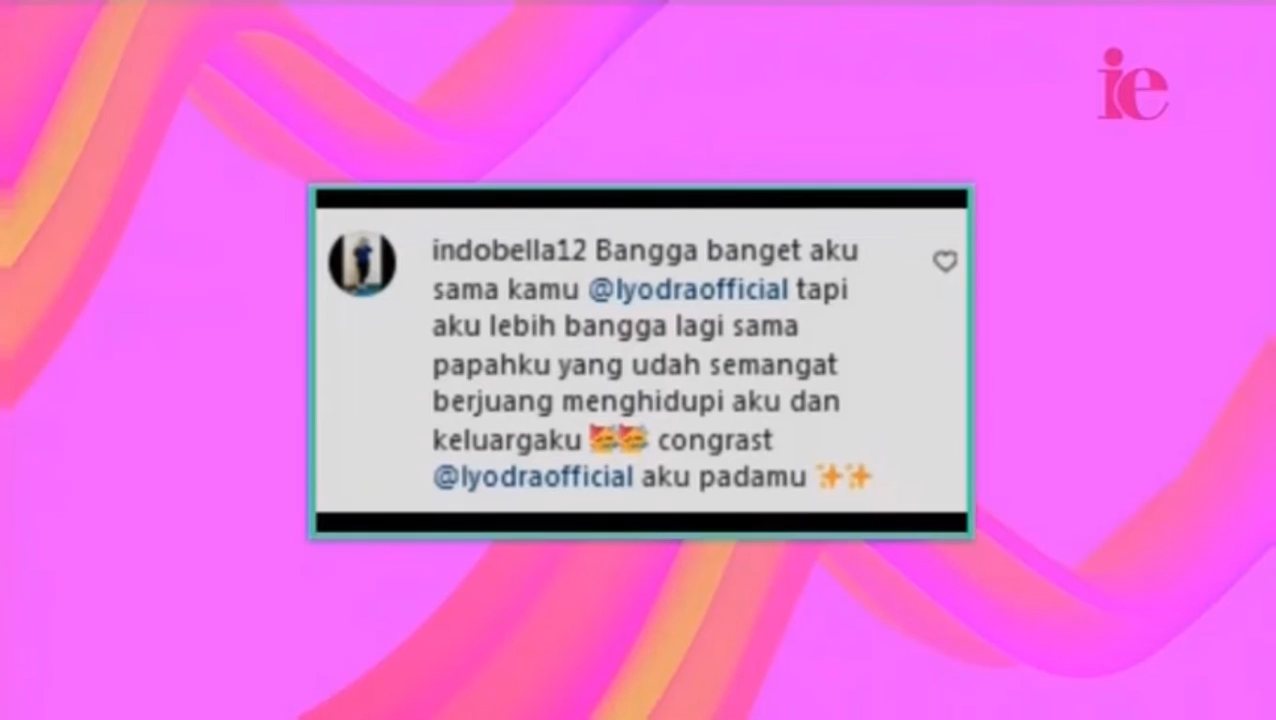 ie
indobella12 Bangga banget aku
sama kamu @lyodraofficial tapi
aku lebih bangga lagi sama
papahku yang udah semangat
berjuang menghidupi aku dan
keluargaku 🥳🥳 congrast
@lyodraofficial aku padamu ✨✨